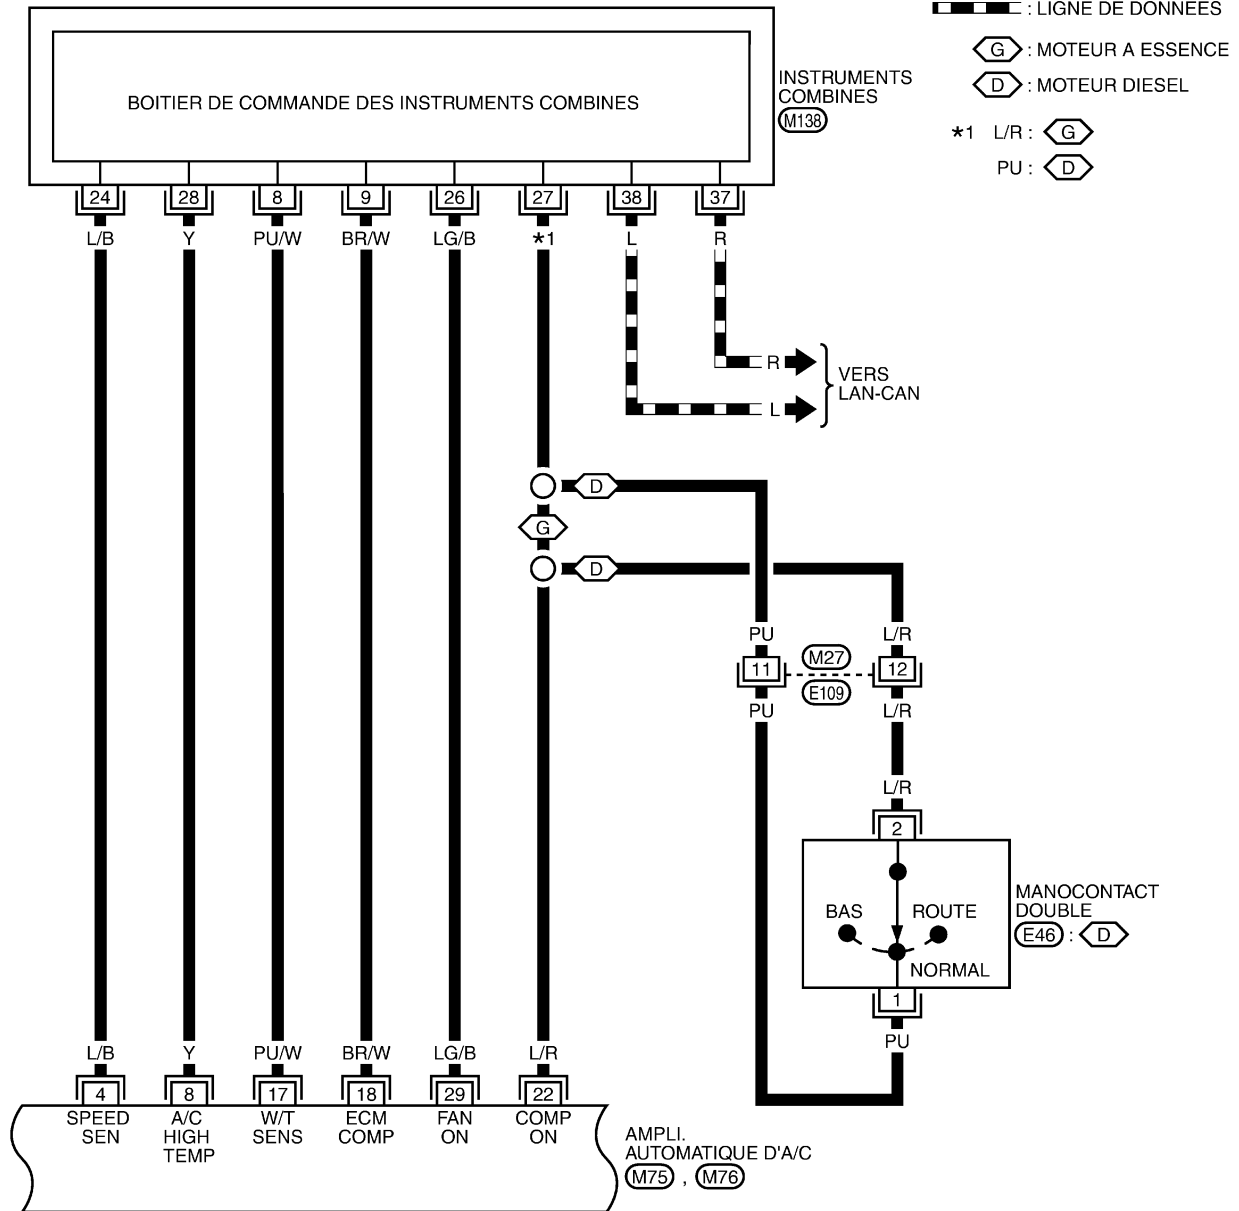 : LIGNE DE DONNEES
G : MOTEUR A ESSENCE
D : MOTEUR DIESEL
*1 L/R : G
PU : D
BOITIER DE COMMANDE DES INSTRUMENTS COMBINES
INSTRUMENTS
COMBINES
M138
24 28 8 9 26 27 38 37
L/B Y PU/W BR/W LG/B *1 L R
R
L
VERS
LAN-CAN
D
G
D
PU L/R
11 M27 12
E109
PU L/R
L/R
2
BAS ROUTE
NORMAL
MANOCONTACT
DOUBLE
E46 : D
1
PU
L/B Y PU/W BR/W LG/B L/R
4 8 17 18 29 22
SPEED
SEN
A/C
HIGH
TEMP
W/T
SENS
ECM
COMP
FAN
ON
COMP
ON
AMPLI.
AUTOMATIQUE D'A/C
M75 , M76